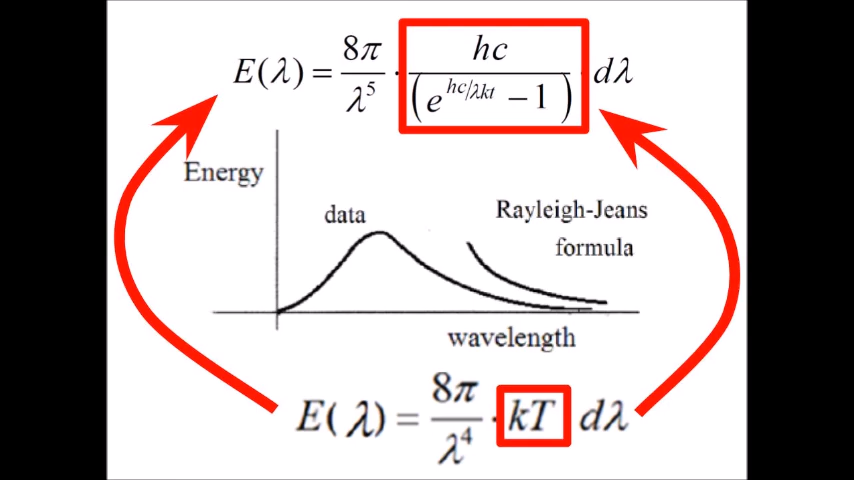 E(λ) = 8π/λ⁵ · hc/(e^(hc/λkt) − 1) dλ
Energy
data
Rayleigh-Jeans
formula
wavelength
E(λ) = 8π/λ⁴ · kT dλ